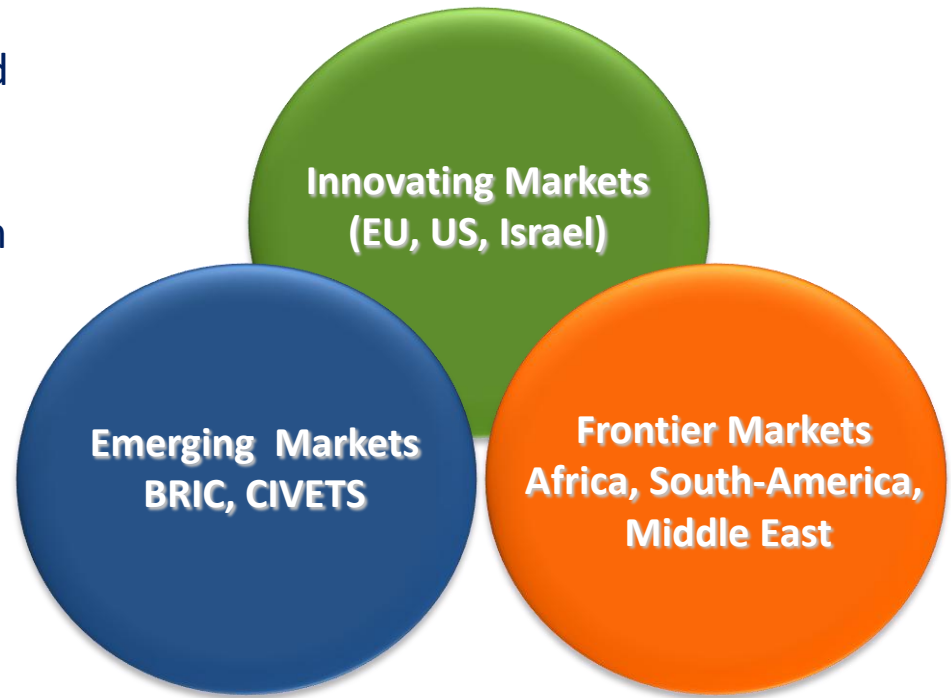 Innovating Markets
(EU, US, Israel)
Emerging Markets
BRIC, CIVETS
Frontier Markets
Africa, South-America,
Middle East